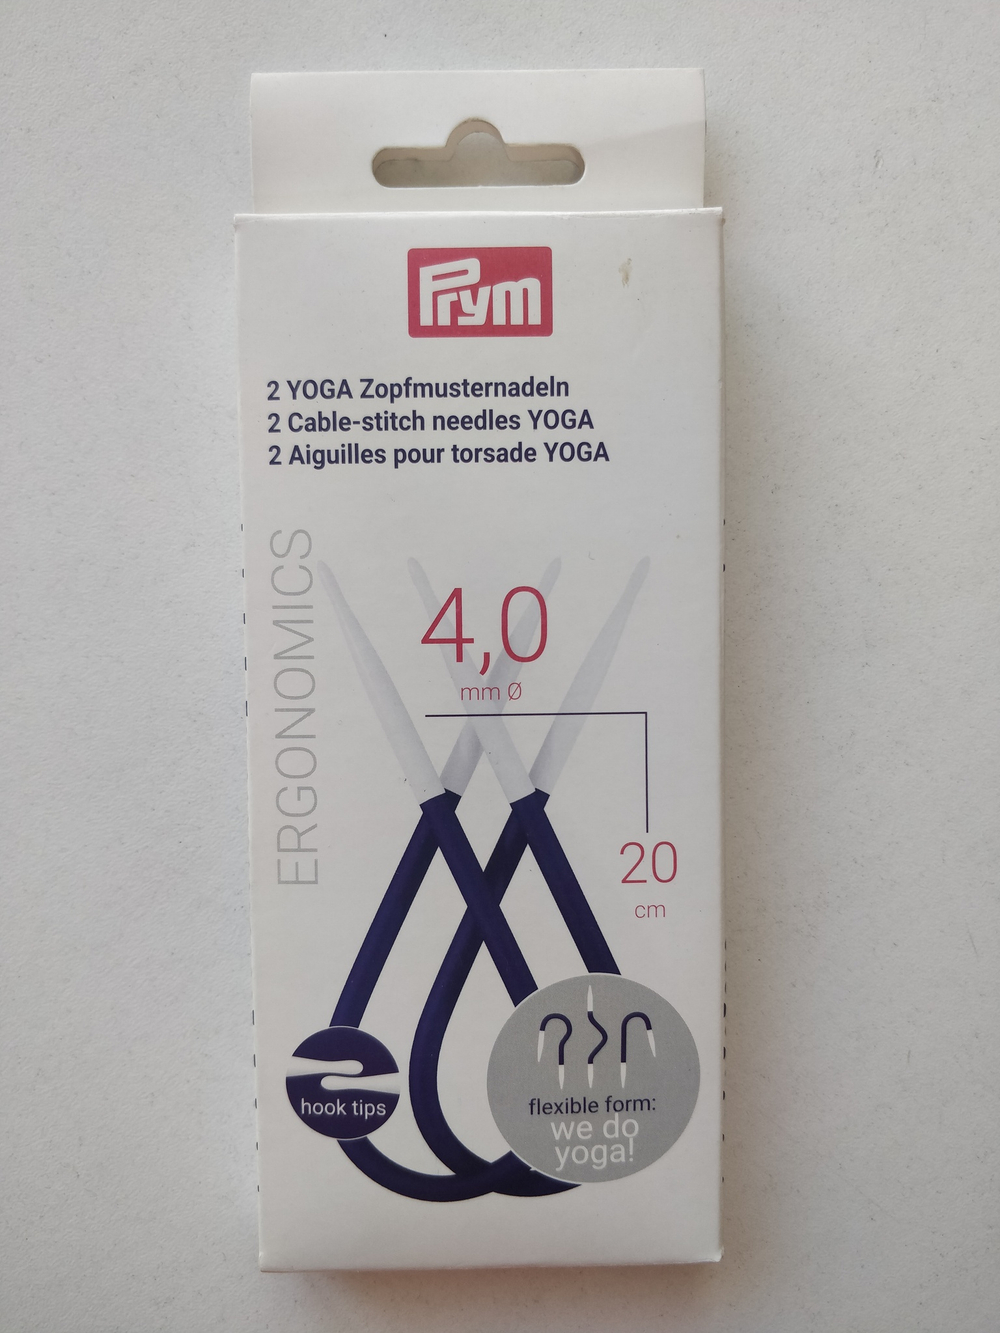 Prym
2 YOGA Zopfmusternadeln
2 Cable-stitch needles YOGA
2 Aiguilles pour torsade YOGA
ERGONOMICS
4,0
mm Ø
20
cm
hook tips
flexible form:
we do
yoga!